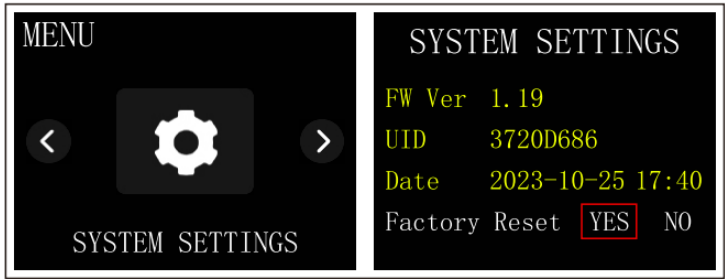 MENU
SYSTEM SETTINGS
SYSTEM SETTINGS
FW Ver 1.19
UID 3720D686
Date 2023-10-25 17:40
Factory Reset YES NO